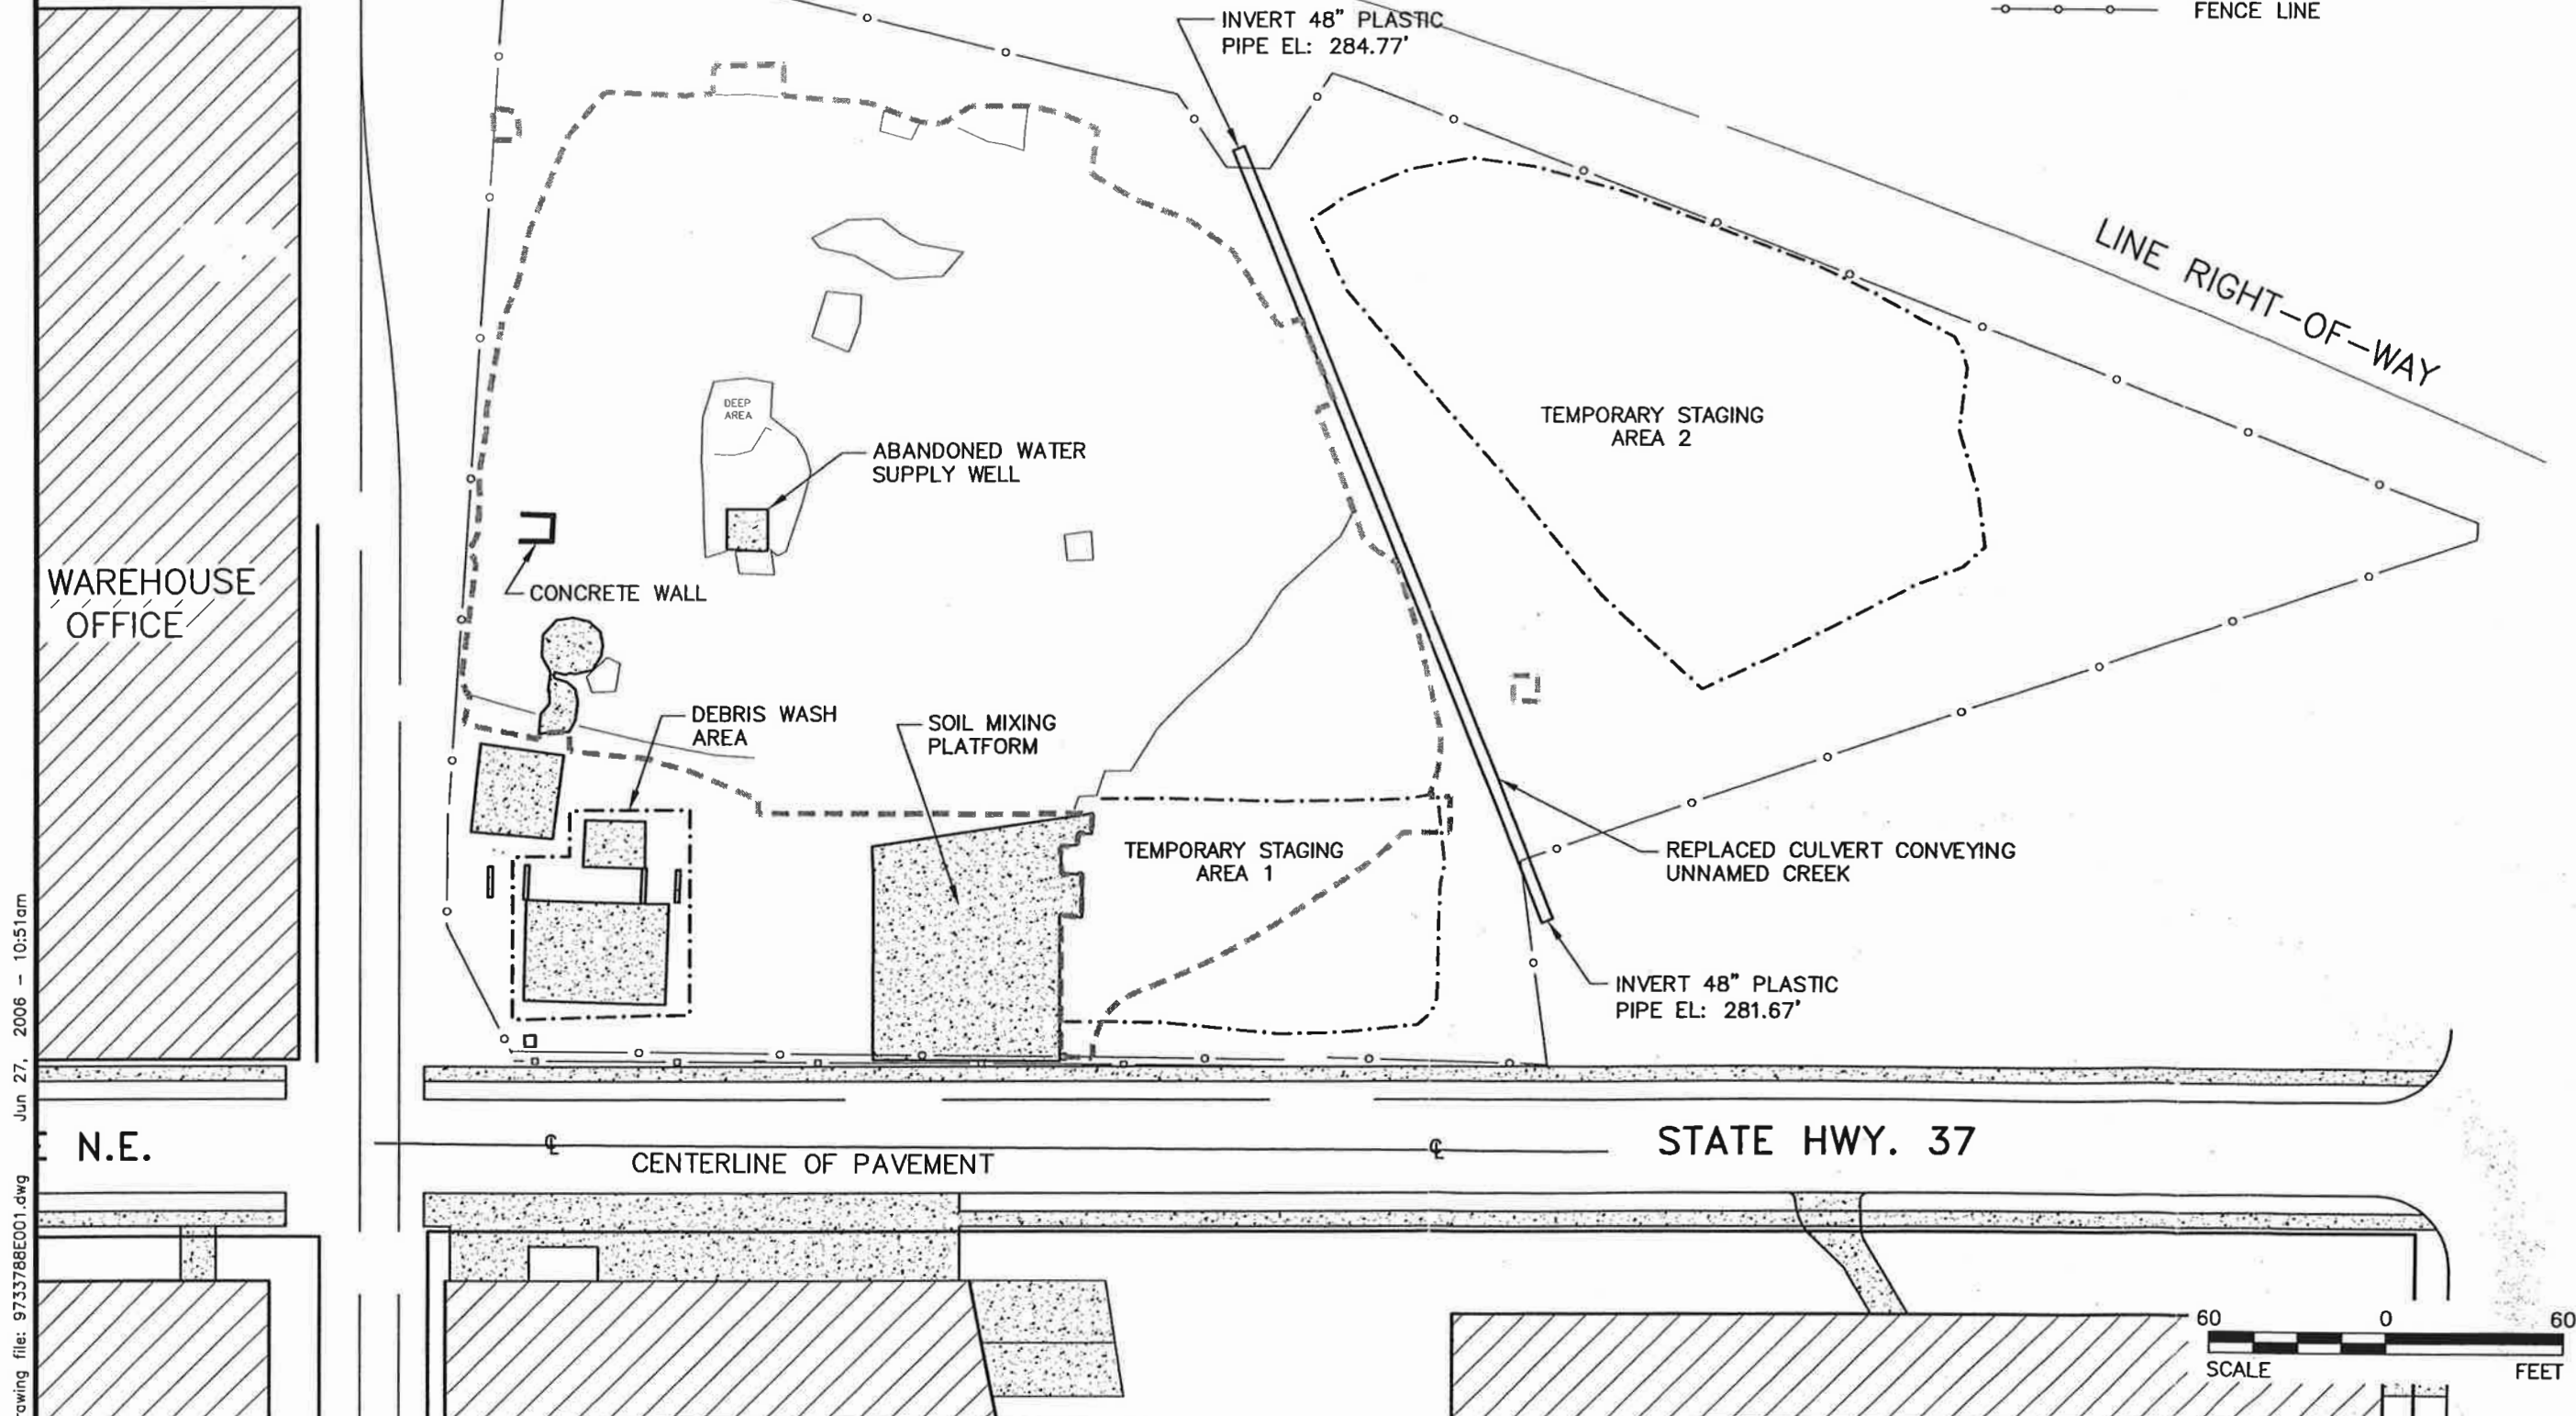 INVERT 48" PLASTIC
PIPE EL: 284.77'
FENCE LINE
LINE RIGHT-OF-WAY
TEMPORARY STAGING
AREA 2
DEEP
AREA
ABANDONED WATER
SUPPLY WELL
WAREHOUSE
OFFICE
CONCRETE WALL
DEBRIS WASH
AREA
SOIL MIXING
PLATFORM
TEMPORARY STAGING
AREA 1
REPLACED CULVERT CONVEYING
UNNAMED CREEK
INVERT 48" PLASTIC
PIPE EL: 281.67'
N.E.
CENTERLINE OF PAVEMENT
STATE HWY. 37
60 0 60
SCALE FEET
rawing file: 9733788E001.dwg Jun 27, 2006 - 10:51am